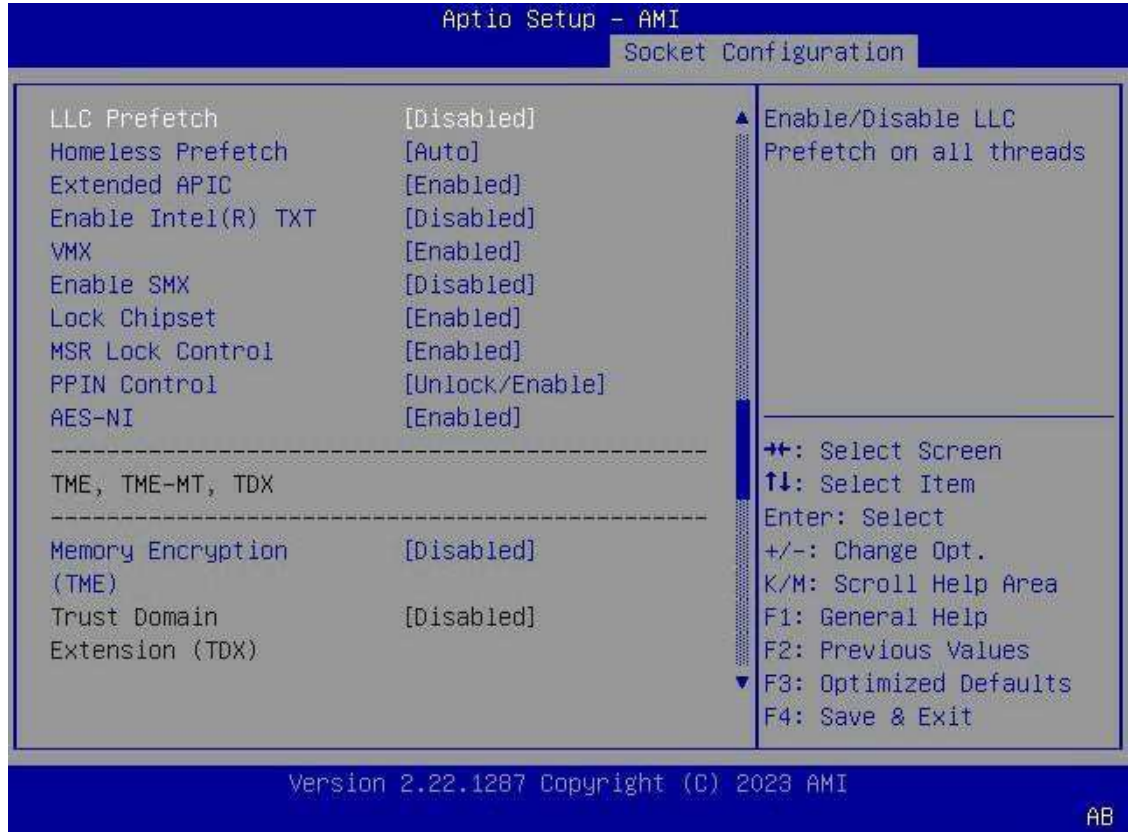 Aptio Setup – AMI
Socket Configuration
LLC Prefetch [Disabled]
Homeless Prefetch [Auto]
Extended APIC [Enabled]
Enable Intel(R) TXT [Disabled]
VMX [Enabled]
Enable SMX [Disabled]
Lock Chipset [Enabled]
MSR Lock Control [Enabled]
PPIN Control [Unlock/Enable]
AES-NI [Enabled]
TME, TME-MT, TDX
Memory Encryption [Disabled]
(TME)
Trust Domain [Disabled]
Extension (TDX)
Enable/Disable LLC
Prefetch on all threads
→←: Select Screen
↑↓: Select Item
Enter: Select
+/-: Change Opt.
K/M: Scroll Help Area
F1: General Help
F2: Previous Values
F3: Optimized Defaults
F4: Save & Exit
Version 2.22.1287 Copyright (C) 2023 AMI
AB